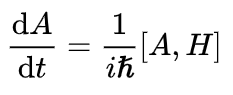 dA/dt = 1/iℏ [A, H]